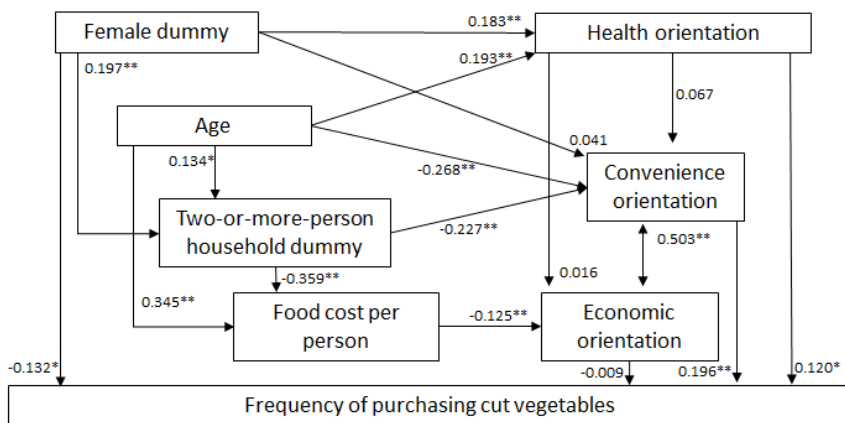 Female dummy
0.183**
Health orientation
0.197**
0.193**
0.067
Age
0.041
0.134*
-0.268**
Convenience
orientation
Two-or-more-person
household dummy
-0.227**
0.503**
-0.359**
0.016
0.345**
Food cost per
person
-0.125**
Economic
orientation
-0.132*
-0.009
0.196**
0.120*
Frequency of purchasing cut vegetables